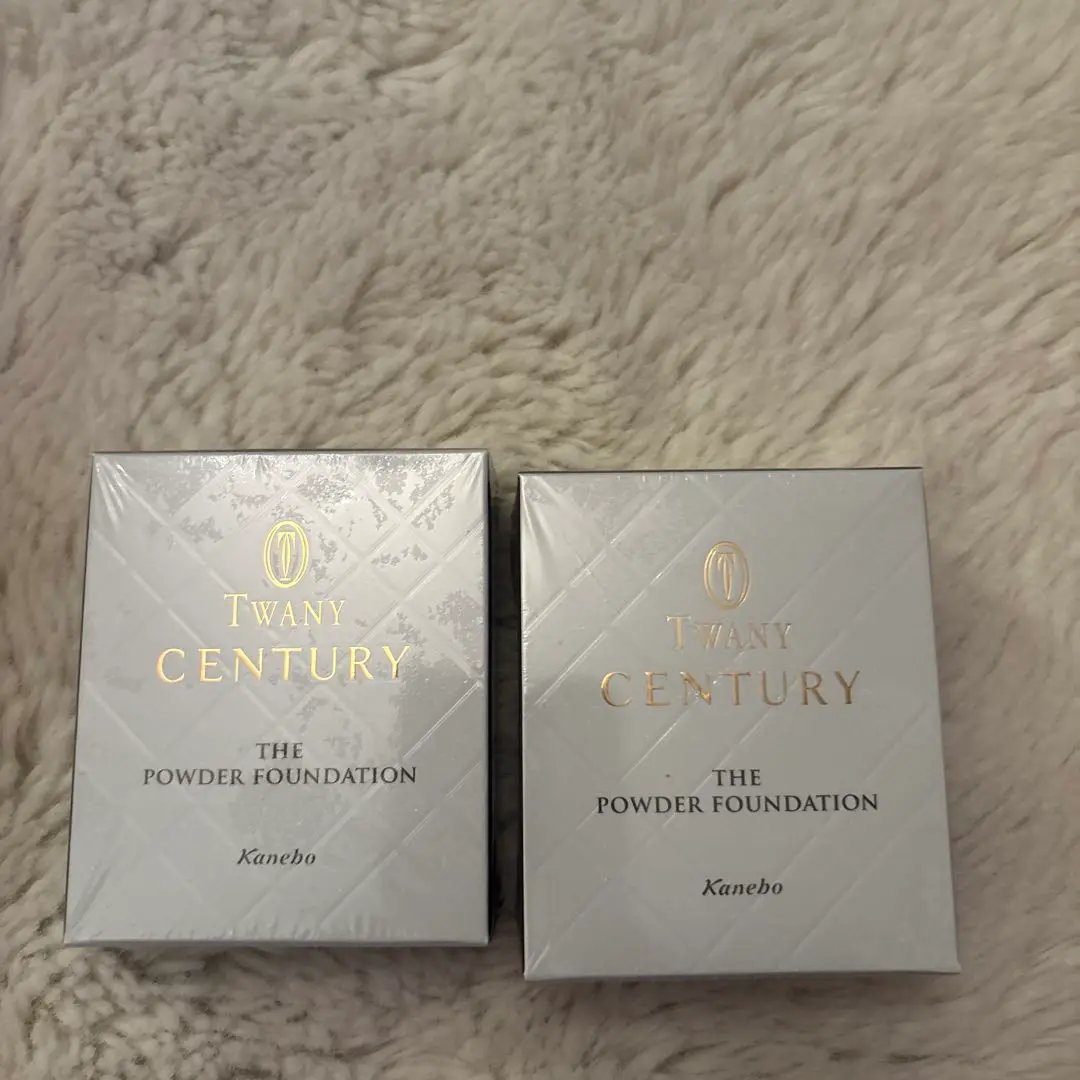 T
TWANY
CENTURY
THE
POWDER FOUNDATION
Kanebo
T
TWANY
CENTURY
THE
POWDER FOUNDATION
Kanebo